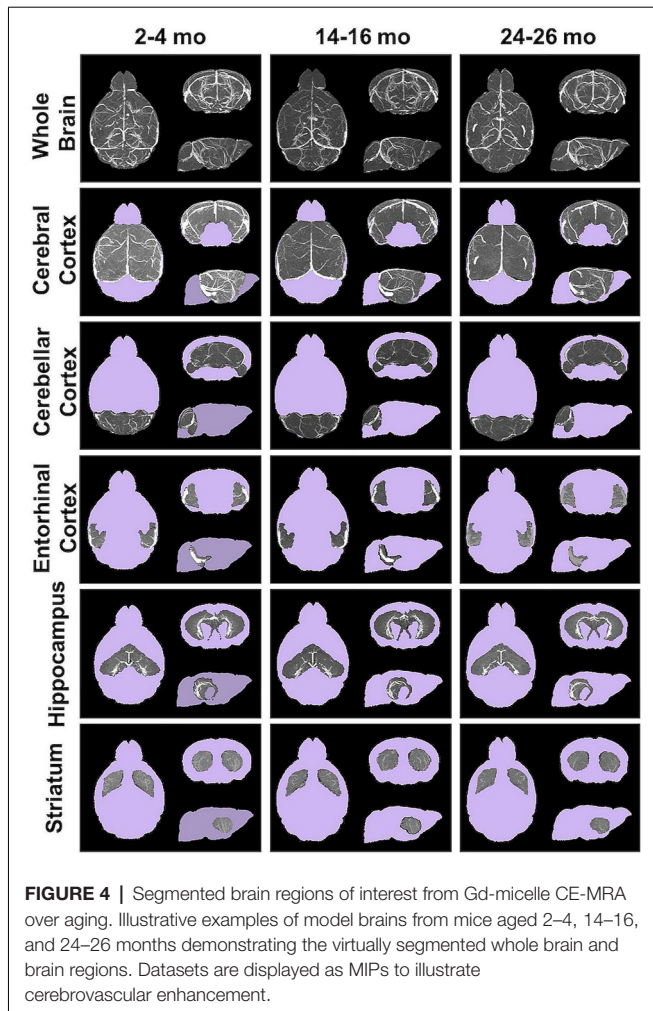 2-4 mo 14-16 mo 24-26 mo
Whole
Brain
Cerebral
Cortex
Cerebellar
Cortex
Entorhinal
Cortex
Hippocampus
Striatum
FIGURE 4 | Segmented brain regions of interest from Gd-micelle CE-MRA
over aging. Illustrative examples of model brains from mice aged 2–4, 14–16,
and 24–26 months demonstrating the virtually segmented whole brain and
brain regions. Datasets are displayed as MIPs to illustrate
cerebrovascular enhancement.